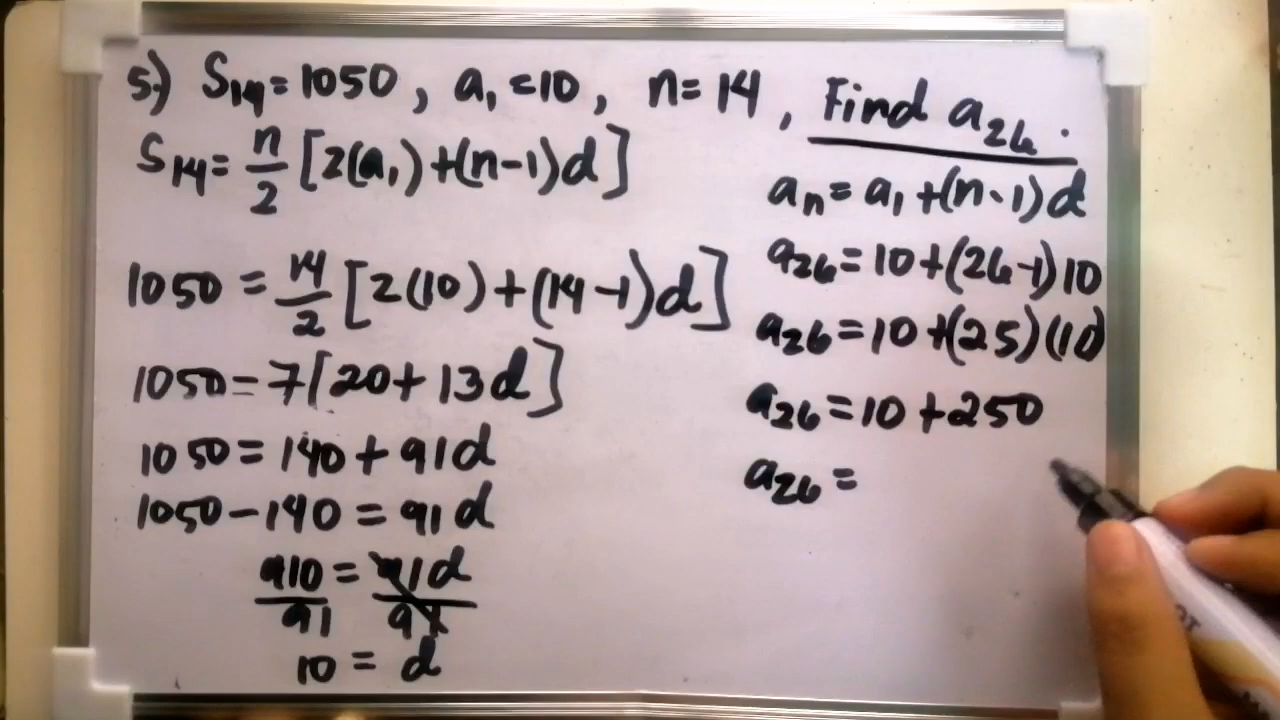 5.) S14 = 1050, a1 = 10, n = 14, Find a26.
S14 = n/2 [2(a1) + (n-1)d]
1050 = 14/2 [2(10) + (14-1)d]
1050 = 7[20 + 13d]
1050 = 140 + 91d
1050 - 140 = 91d
910/91 = 91d/91
10 = d
an = a1 + (n-1)d
a26 = 10 + (26-1)10
a26 = 10 + (25)(10)
a26 = 10 + 250
a26 =